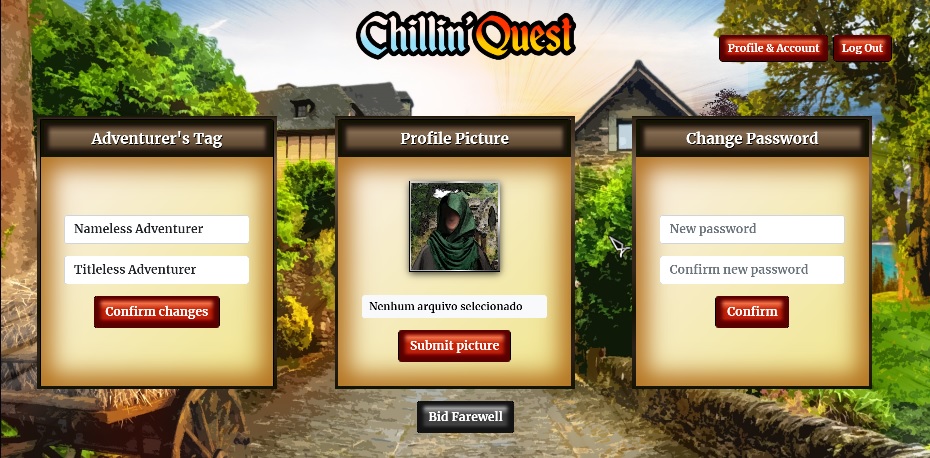 Chillin' Quest
Profile & Account
Log Out
Adventurer's Tag
Nameless Adventurer
Titleless Adventurer
Confirm changes
Profile Picture
Nenhum arquivo selecionado
Submit picture
Change Password
New password
Confirm new password
Confirm
Bid Farewell